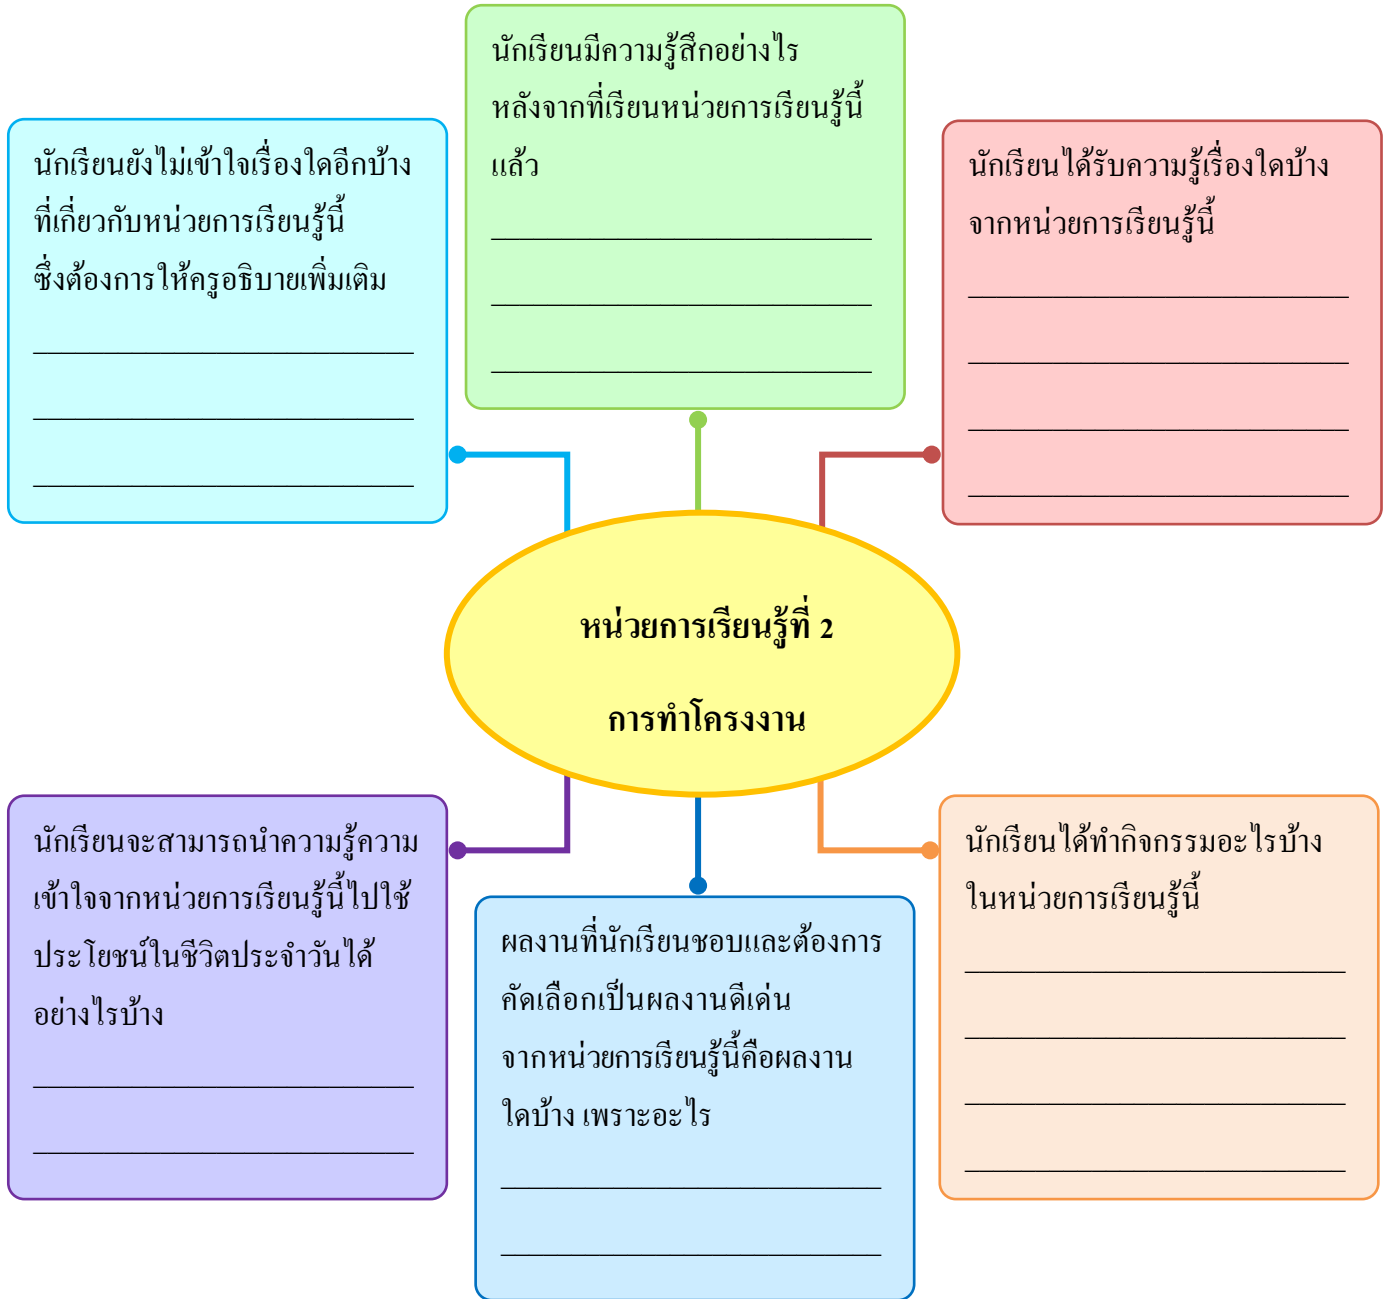 นักเรียนมีความรู้สึกอย่างไร
หลังจากที่เรียนหน่วยการเรียนรู้นี้
แล้ว
นักเรียนยังไม่เข้าใจเรื่องใดอีกบ้าง
ที่เกี่ยวกับหน่วยการเรียนรู้นี้
ซึ่งต้องการให้ครูอธิบายเพิ่มเติม
นักเรียนได้รับความรู้เรื่องใดบ้าง
จากหน่วยการเรียนรู้นี้
หน่วยการเรียนรู้ที่ 2
การทำโครงงาน
นักเรียนจะสามารถนำความรู้ความ
เข้าใจจากหน่วยการเรียนรู้นี้ไปใช้
ประโยชน์ในชีวิตประจำวันได้
อย่างไรบ้าง
ผลงานที่นักเรียนชอบและต้องการ
คัดเลือกเป็นผลงานดีเด่น
จากหน่วยการเรียนรู้นี้คือผลงาน
ใดบ้าง เพราะอะไร
นักเรียนได้ทำกิจกรรมอะไรบ้าง
ในหน่วยการเรียนรู้นี้